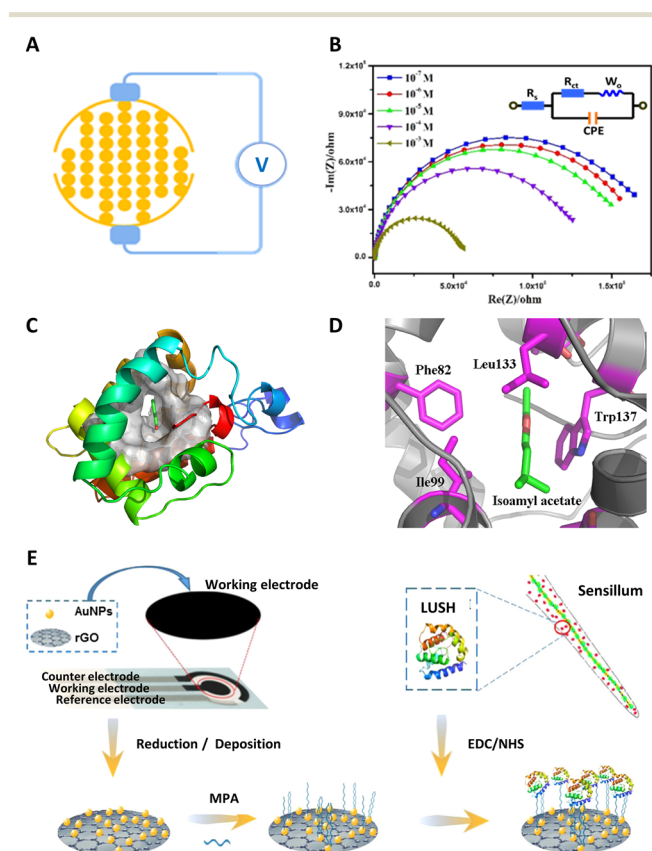 A
V
B
-Im(Z)/ohm
1.2x10⁵
9.0x10⁴
6.0x10⁴
3.0x10⁴
0.0
10⁻⁷ M
10⁻⁶ M
10⁻⁵ M
10⁻⁴ M
10⁻³ M
Rs
Rct
Wo
CPE
0
5.0x10⁴
1.0x10⁵
1.5x10⁵
Re(Z)/ohm
C
D
Phe82
Leu133
Trp137
Ile99
Isoamyl acetate
E
AuNPs
rGO
Working electrode
Counter electrode
Working electrode
Reference electrode
LUSH
Sensillum
Reduction / Deposition
EDC/NHS
MPA